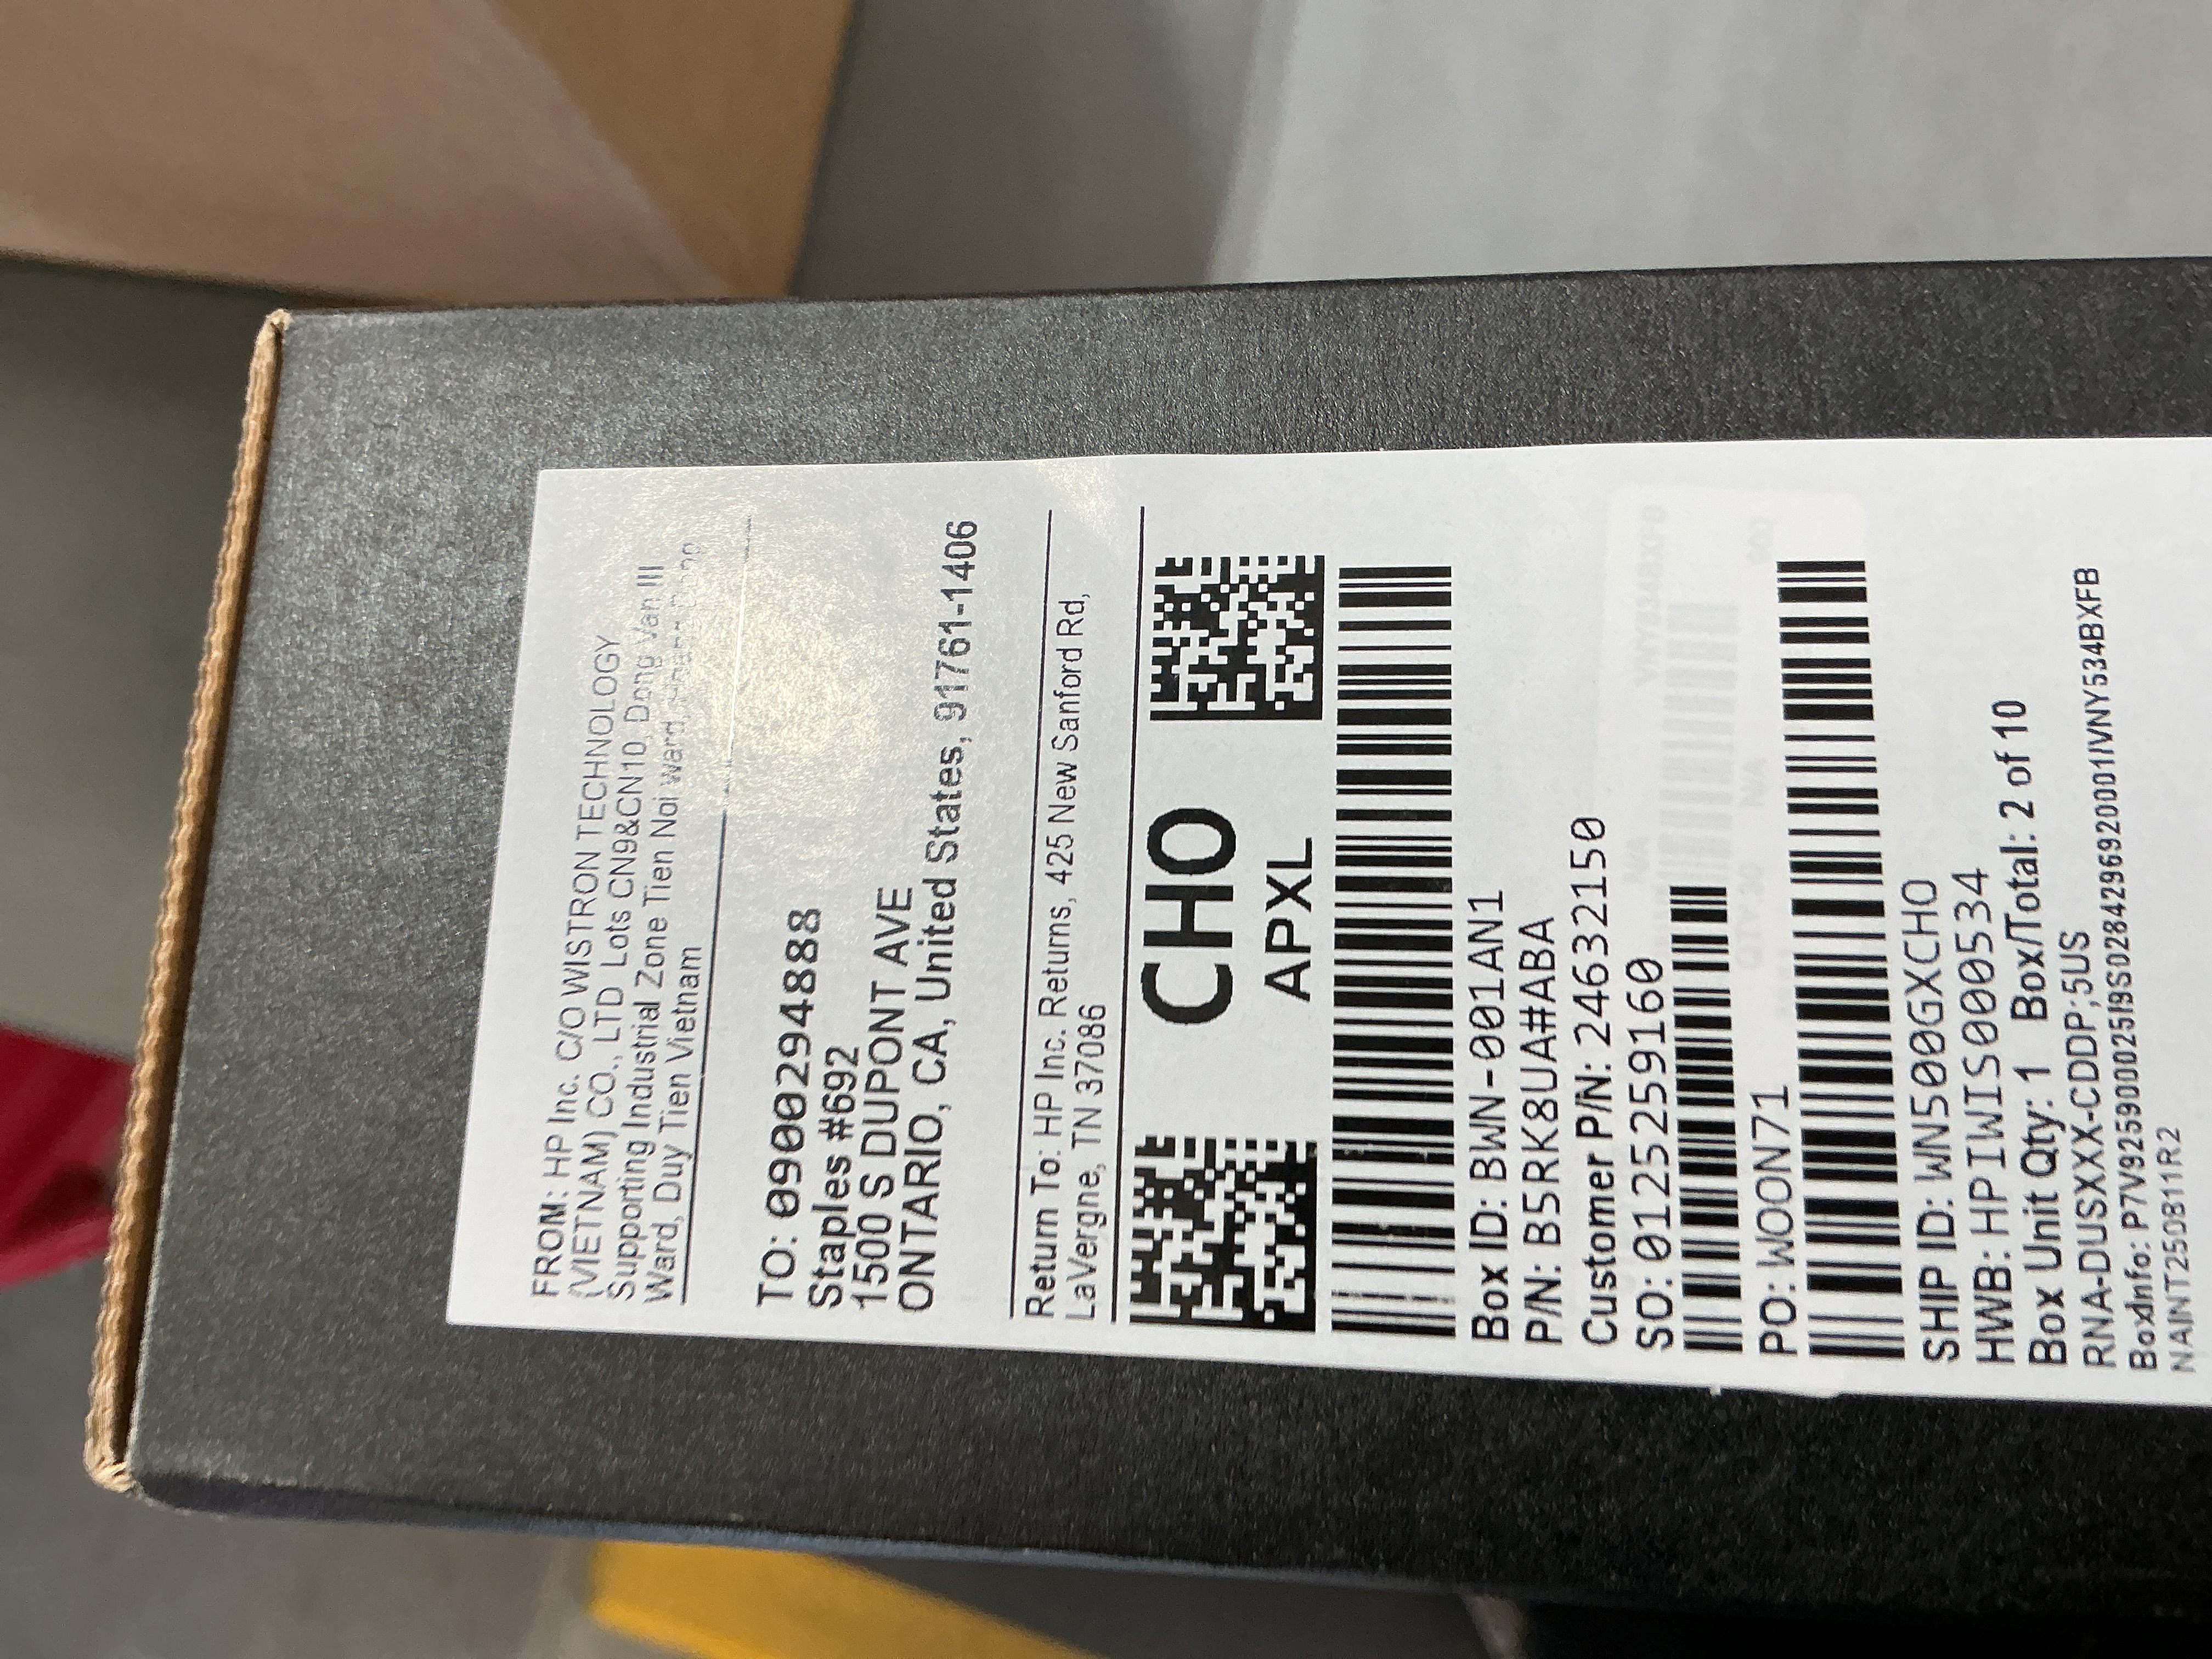 FROM: HP Inc. C/O WISTRON TECHNOLOGY
(VIETNAM) CO., LTD Lots CN9&CN10, Dong Van III
Supporting Industrial Zone Tien Noi Ward,
Ward, Duy Tien Vietnam
TO: 0900294888
Staples #692
1500 S DUPONT AVE
ONTARIO, CA, United States, 91761-1406
Return To: HP Inc. Returns, 425 New Sanford Rd,
LaVergne, TN 37086
CHO
APXL
Box ID: BWN-001AN1
P/N: B5RK8UA#ABA
Customer P/N: 24632150
SO: 0125259160
PO: WOON71
SHIP ID: WN500GXCHO
HWB: HPIWIS000534
Box Unit Qty: 1 Box/Total: 2 of 10
RNA-DUSXXX-CDDP;5US
BoxdInfo: P7V925900025I9S0284296920001IVNY534BXFB
NAINTT250811R2